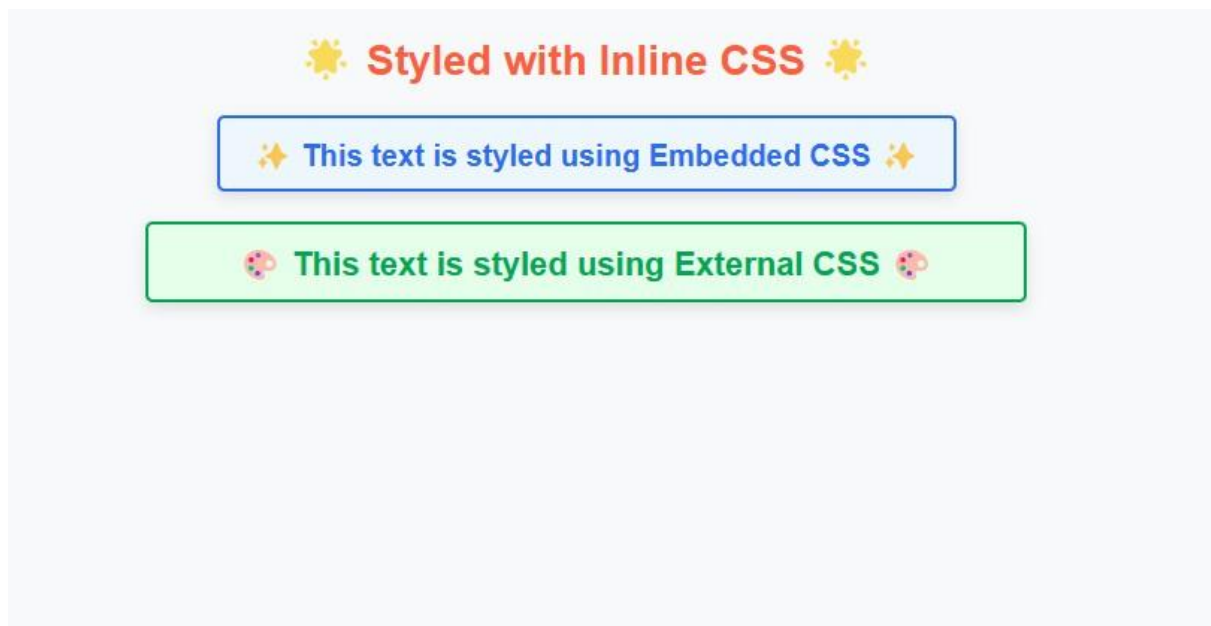 🌟 Styled with Inline CSS 🌟
✨ This text is styled using Embedded CSS ✨
🎨 This text is styled using External CSS 🎨